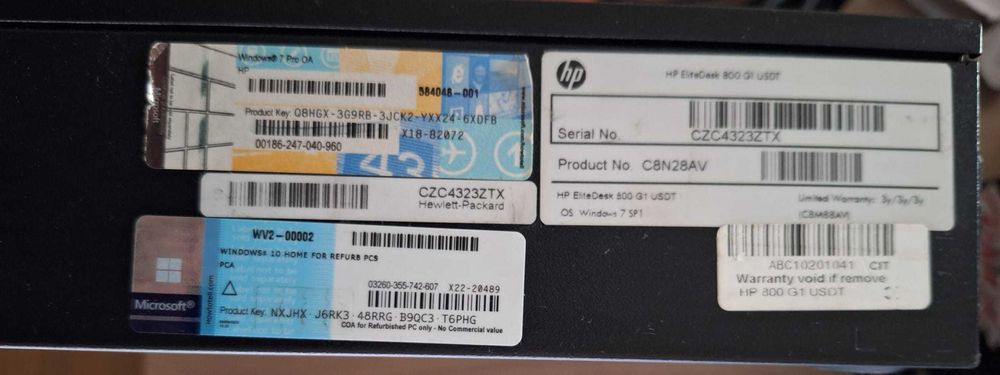 Windows® 7 Pro OA
HP
584048-001
Product Key: Q8HGX-3G9RB-3JCK2-YXX24-6XDFB
X18-82072
00186-247-040-960
Microsoft
hp
HP EliteDesk 800 G1 USDT
Serial No.
CZC4323ZTX
Product No. C8N28AV
HP EliteDesk 800 G1 USDT
Limited Warranty: 3y/3y/3y
OS Windows 7 SP1
(C8M88AV)
CZC4323ZTX
Hewlett-Packard
WV2-00002
WINDOWS® 10 HOME FOR REFURB PCS
PCA
03260-355-742-607 X22-20489
Product Key: NXJHX-J6RK3-48RRG-B9QC3-T6PHG
COA for Refurbished PC only - No Commercial value
Microsoft®
howtotell.com
ABC10201041 CIT
Warranty void if remove
HP 800 G1 USDT